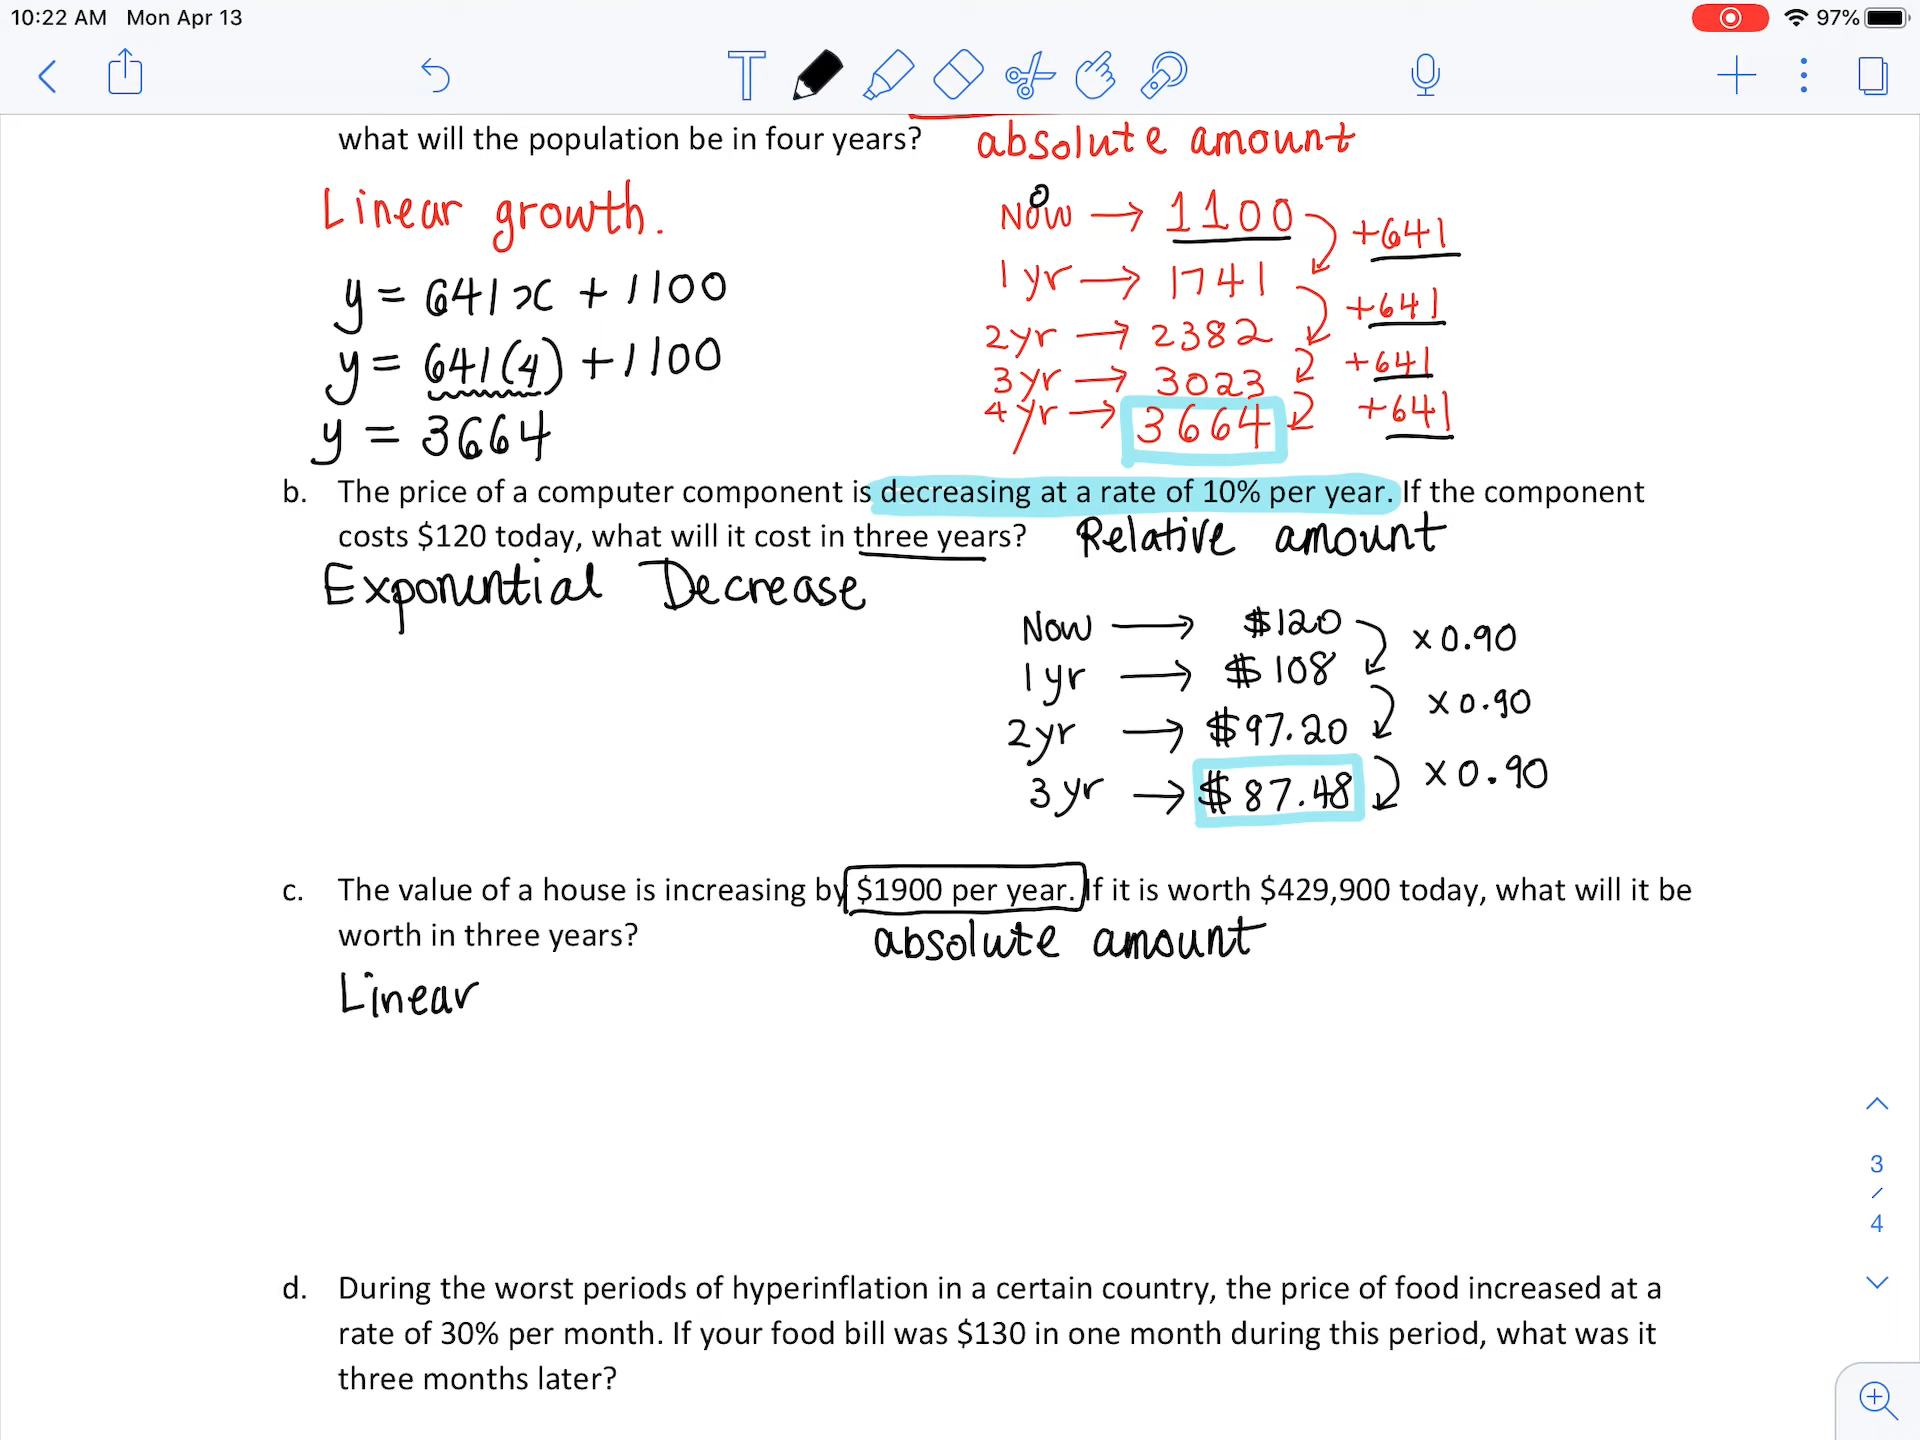 10:22 AM Mon Apr 13 97%
what will the population be in four years? absolute amount
Linear growth.
Now → 1100 +641
0
y = 641x + 1100
1 yr → 1741 +641
y = 641(4) + 1100
2yr → 2382 +641
3yr → 3023 +641
y = 3664
4yr → 3664
b. The price of a computer component is decreasing at a rate of 10% per year. If the component
costs $120 today, what will it cost in three years? Relative amount
Exponential Decrease
Now → $120 x 0.90
1yr → $108 x 0.90
2yr → $97.20 x 0.90
3yr → $87.48
c. The value of a house is increasing by $1900 per year. If it is worth $429,900 today, what will it be
worth in three years? absolute amount
Linear
3
/
4
d. During the worst periods of hyperinflation in a certain country, the price of food increased at a
rate of 30% per month. If your food bill was $130 in one month during this period, what was it
three months later?